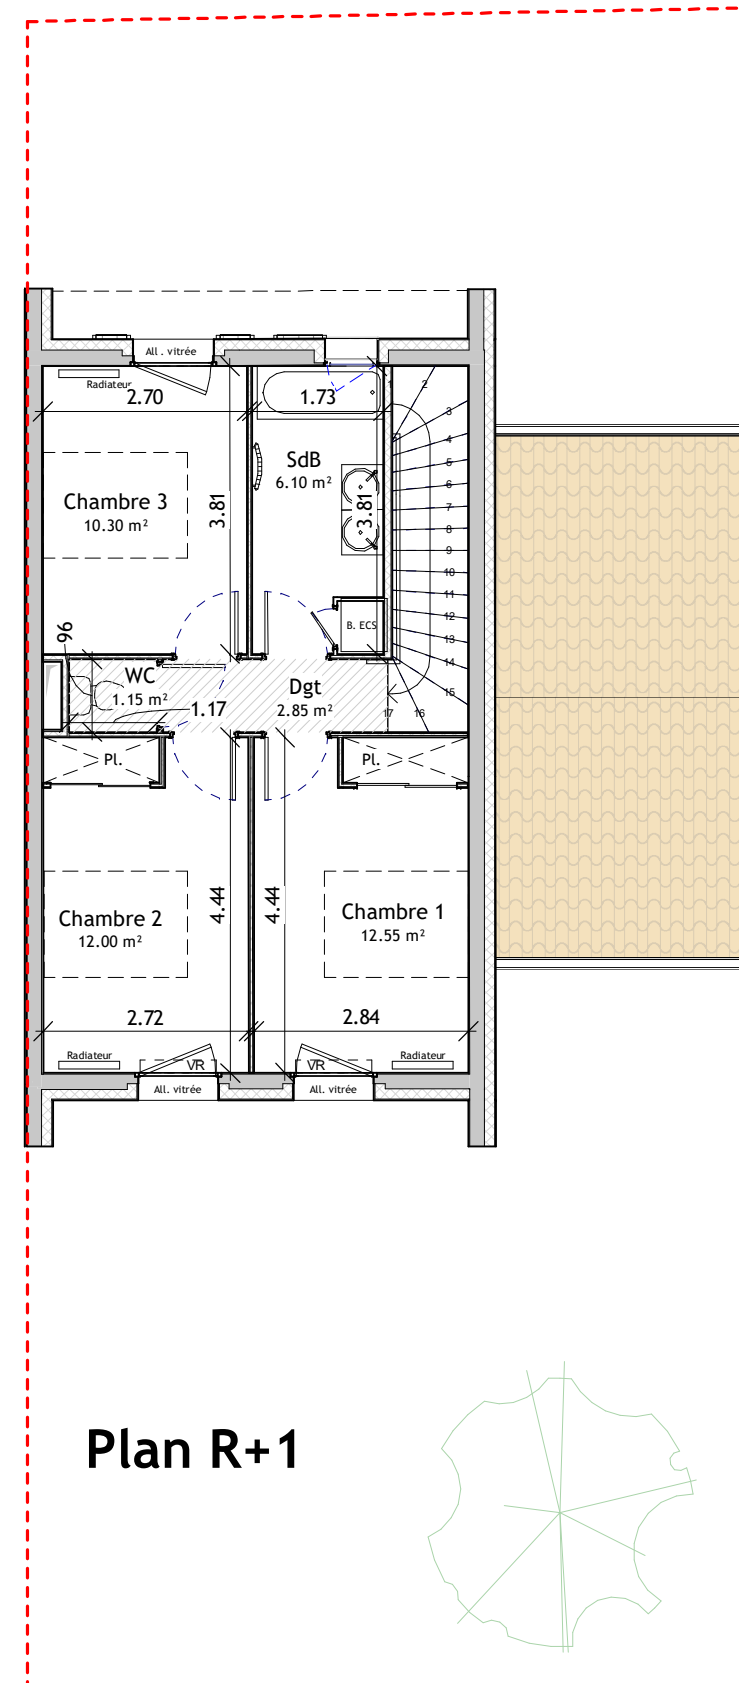 All. vitrée
Radiateur
2.70
1.73
2
3
4
5
6
7
8
9
10
11
12
13
14
15
16
17
SdB
6.10 m²
Chambre 3
10.30 m²
3.81
3.81
B. ECS
96
WC
1.15 m²
1.17
Dgt
2.85 m²
Pl.
Pl.
4.44
4.44
Chambre 2
12.00 m²
Chambre 1
12.55 m²
2.72
2.84
Radiateur
VR
VR
Radiateur
All. vitrée
All. vitrée
Plan R+1